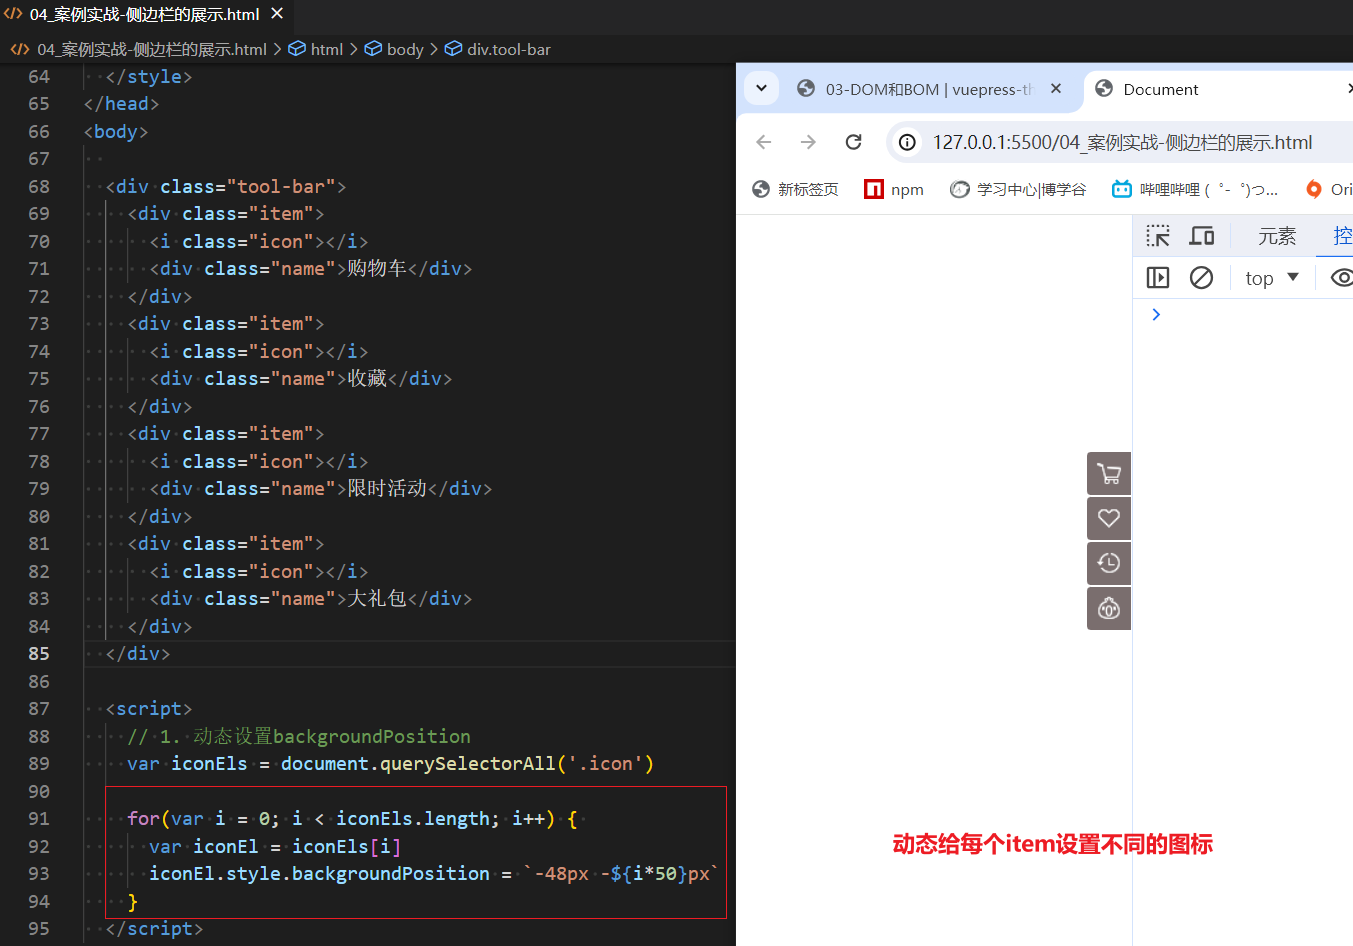 04_案例实战-侧边栏的展示.html
04_案例实战-侧边栏的展示.html > html > body > div.tool-bar
64 </style>
65 </head>
66 <body>
67
68 <div class="tool-bar">
69 <div class="item">
70 <i class="icon"></i>
71 <div class="name">购物车</div>
72 </div>
73 <div class="item">
74 <i class="icon"></i>
75 <div class="name">收藏</div>
76 </div>
77 <div class="item">
78 <i class="icon"></i>
79 <div class="name">限时活动</div>
80 </div>
81 <div class="item">
82 <i class="icon"></i>
83 <div class="name">大礼包</div>
84 </div>
85 </div>
86
87 <script>
88 // 1. 动态设置backgroundPosition
89 var iconEls = document.querySelectorAll('.icon')
90
91 for(var i = 0; i < iconEls.length; i++) {
92 var iconEl = iconEls[i]
93 iconEl.style.backgroundPosition = `-48px -${i*50}px`
94 }
95 </script>
03-DOM和BOM | vuepress-th
Document
127.0.0.1:5500/04_案例实战-侧边栏的展示.html
新标签页 npm 学习中心|博学谷 哔哩哔哩 (゜-゜)つ... Ori
元素 控
top
动态给每个item设置不同的图标